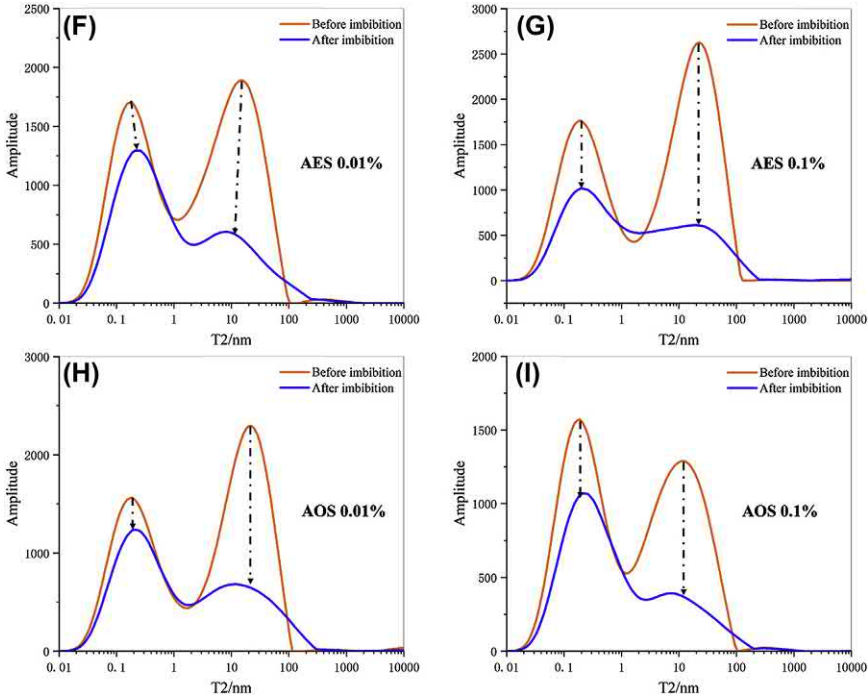 (F)
Before imbibition
After imbibition
AES 0.01%
Amplitude
2500
2000
1500
1000
500
0
0. 01
0. 1
1
10
100
1000
10000
T2/nm
(G)
Before imbibition
After imbibition
AES 0.1%
Amplitude
3000
2500
2000
1500
1000
500
0
0. 01
0. 1
1
10
100
1000
10000
T2/nm
(H)
Before imbibition
After imbibition
AOS 0.01%
Amplitude
3000
2000
1000
0
0. 01
0. 1
1
10
100
1000
10000
T2/nm
(I)
Before imbibition
After imbibition
AOS 0.1%
Amplitude
2000
1500
1000
500
0
0. 01
0. 1
1
10
100
1000
10000
T2/nm